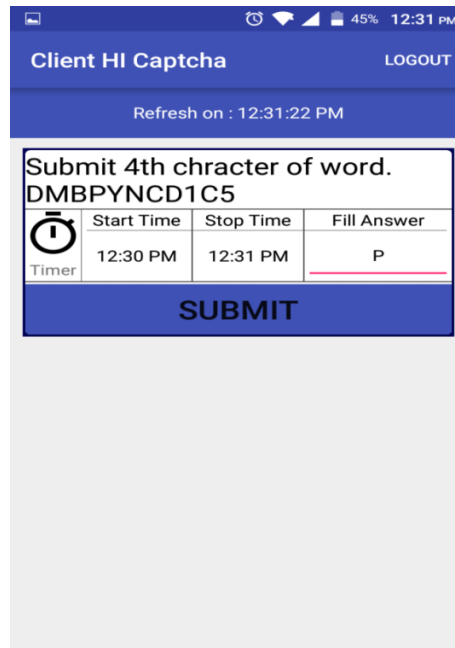 45% 12:31 PM
Client HI Captcha LOGOUT
Refresh on : 12:31:22 PM
Submit 4th chracter of word.
DMBPYNCD1C5
Start Time Stop Time Fill Answer
12:30 PM 12:31 PM P
Timer
SUBMIT